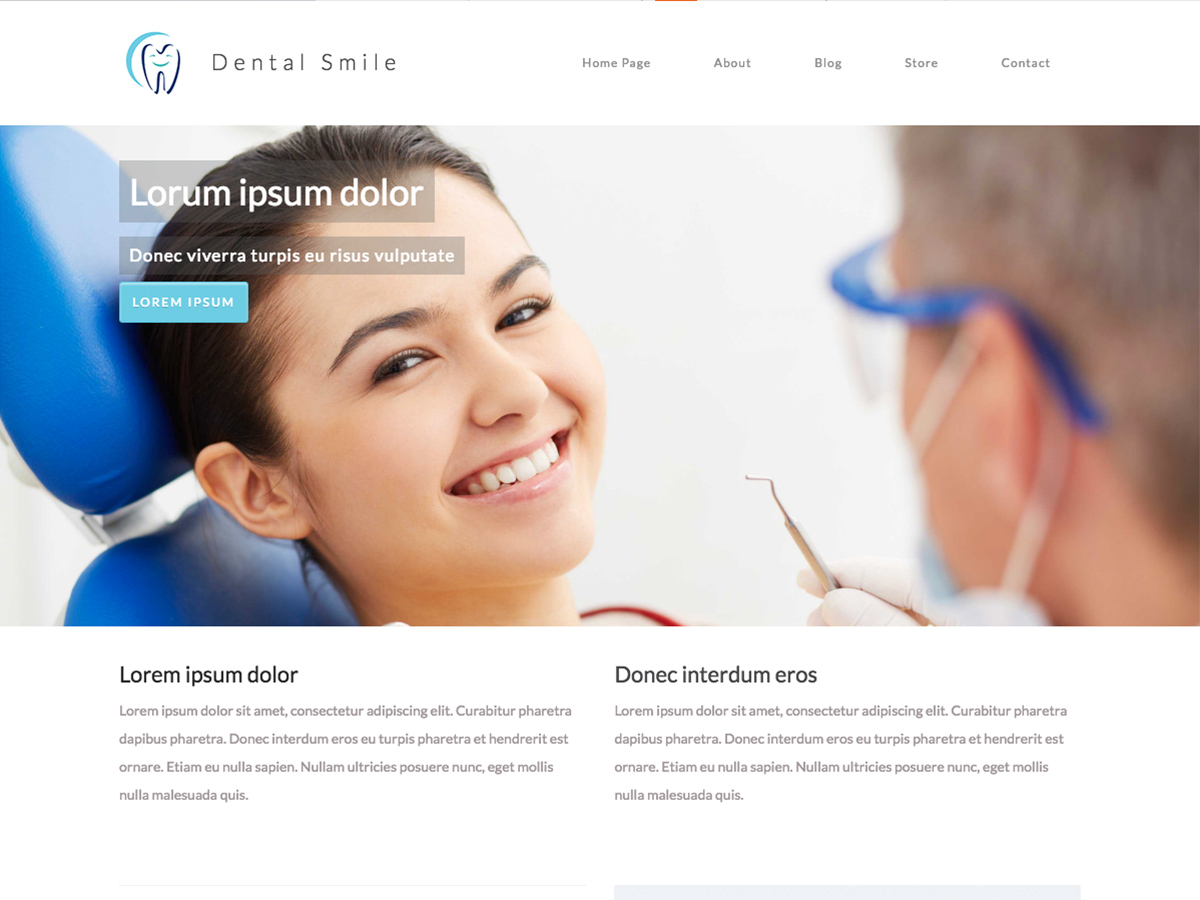 Dental Smile
Home Page About Blog Store Contact
Lorum ipsum dolor
Donec viverra turpis eu risus vulputate
LOREM IPSUM
Lorem ipsum dolor
Lorem ipsum dolor sit amet, consectetur adipiscing elit. Curabitur pharetra
dapibus pharetra. Donec interdum eros eu turpis pharetra et hendrerit est
ornare. Etiam eu nulla sapien. Nullam ultricies posuere nunc, eget mollis
nulla malesuada quis.
Donec interdum eros
Lorem ipsum dolor sit amet, consectetur adipiscing elit. Curabitur pharetra
dapibus pharetra. Donec interdum eros eu turpis pharetra et hendrerit est
ornare. Etiam eu nulla sapien. Nullam ultricies posuere nunc, eget mollis
nulla malesuada quis.